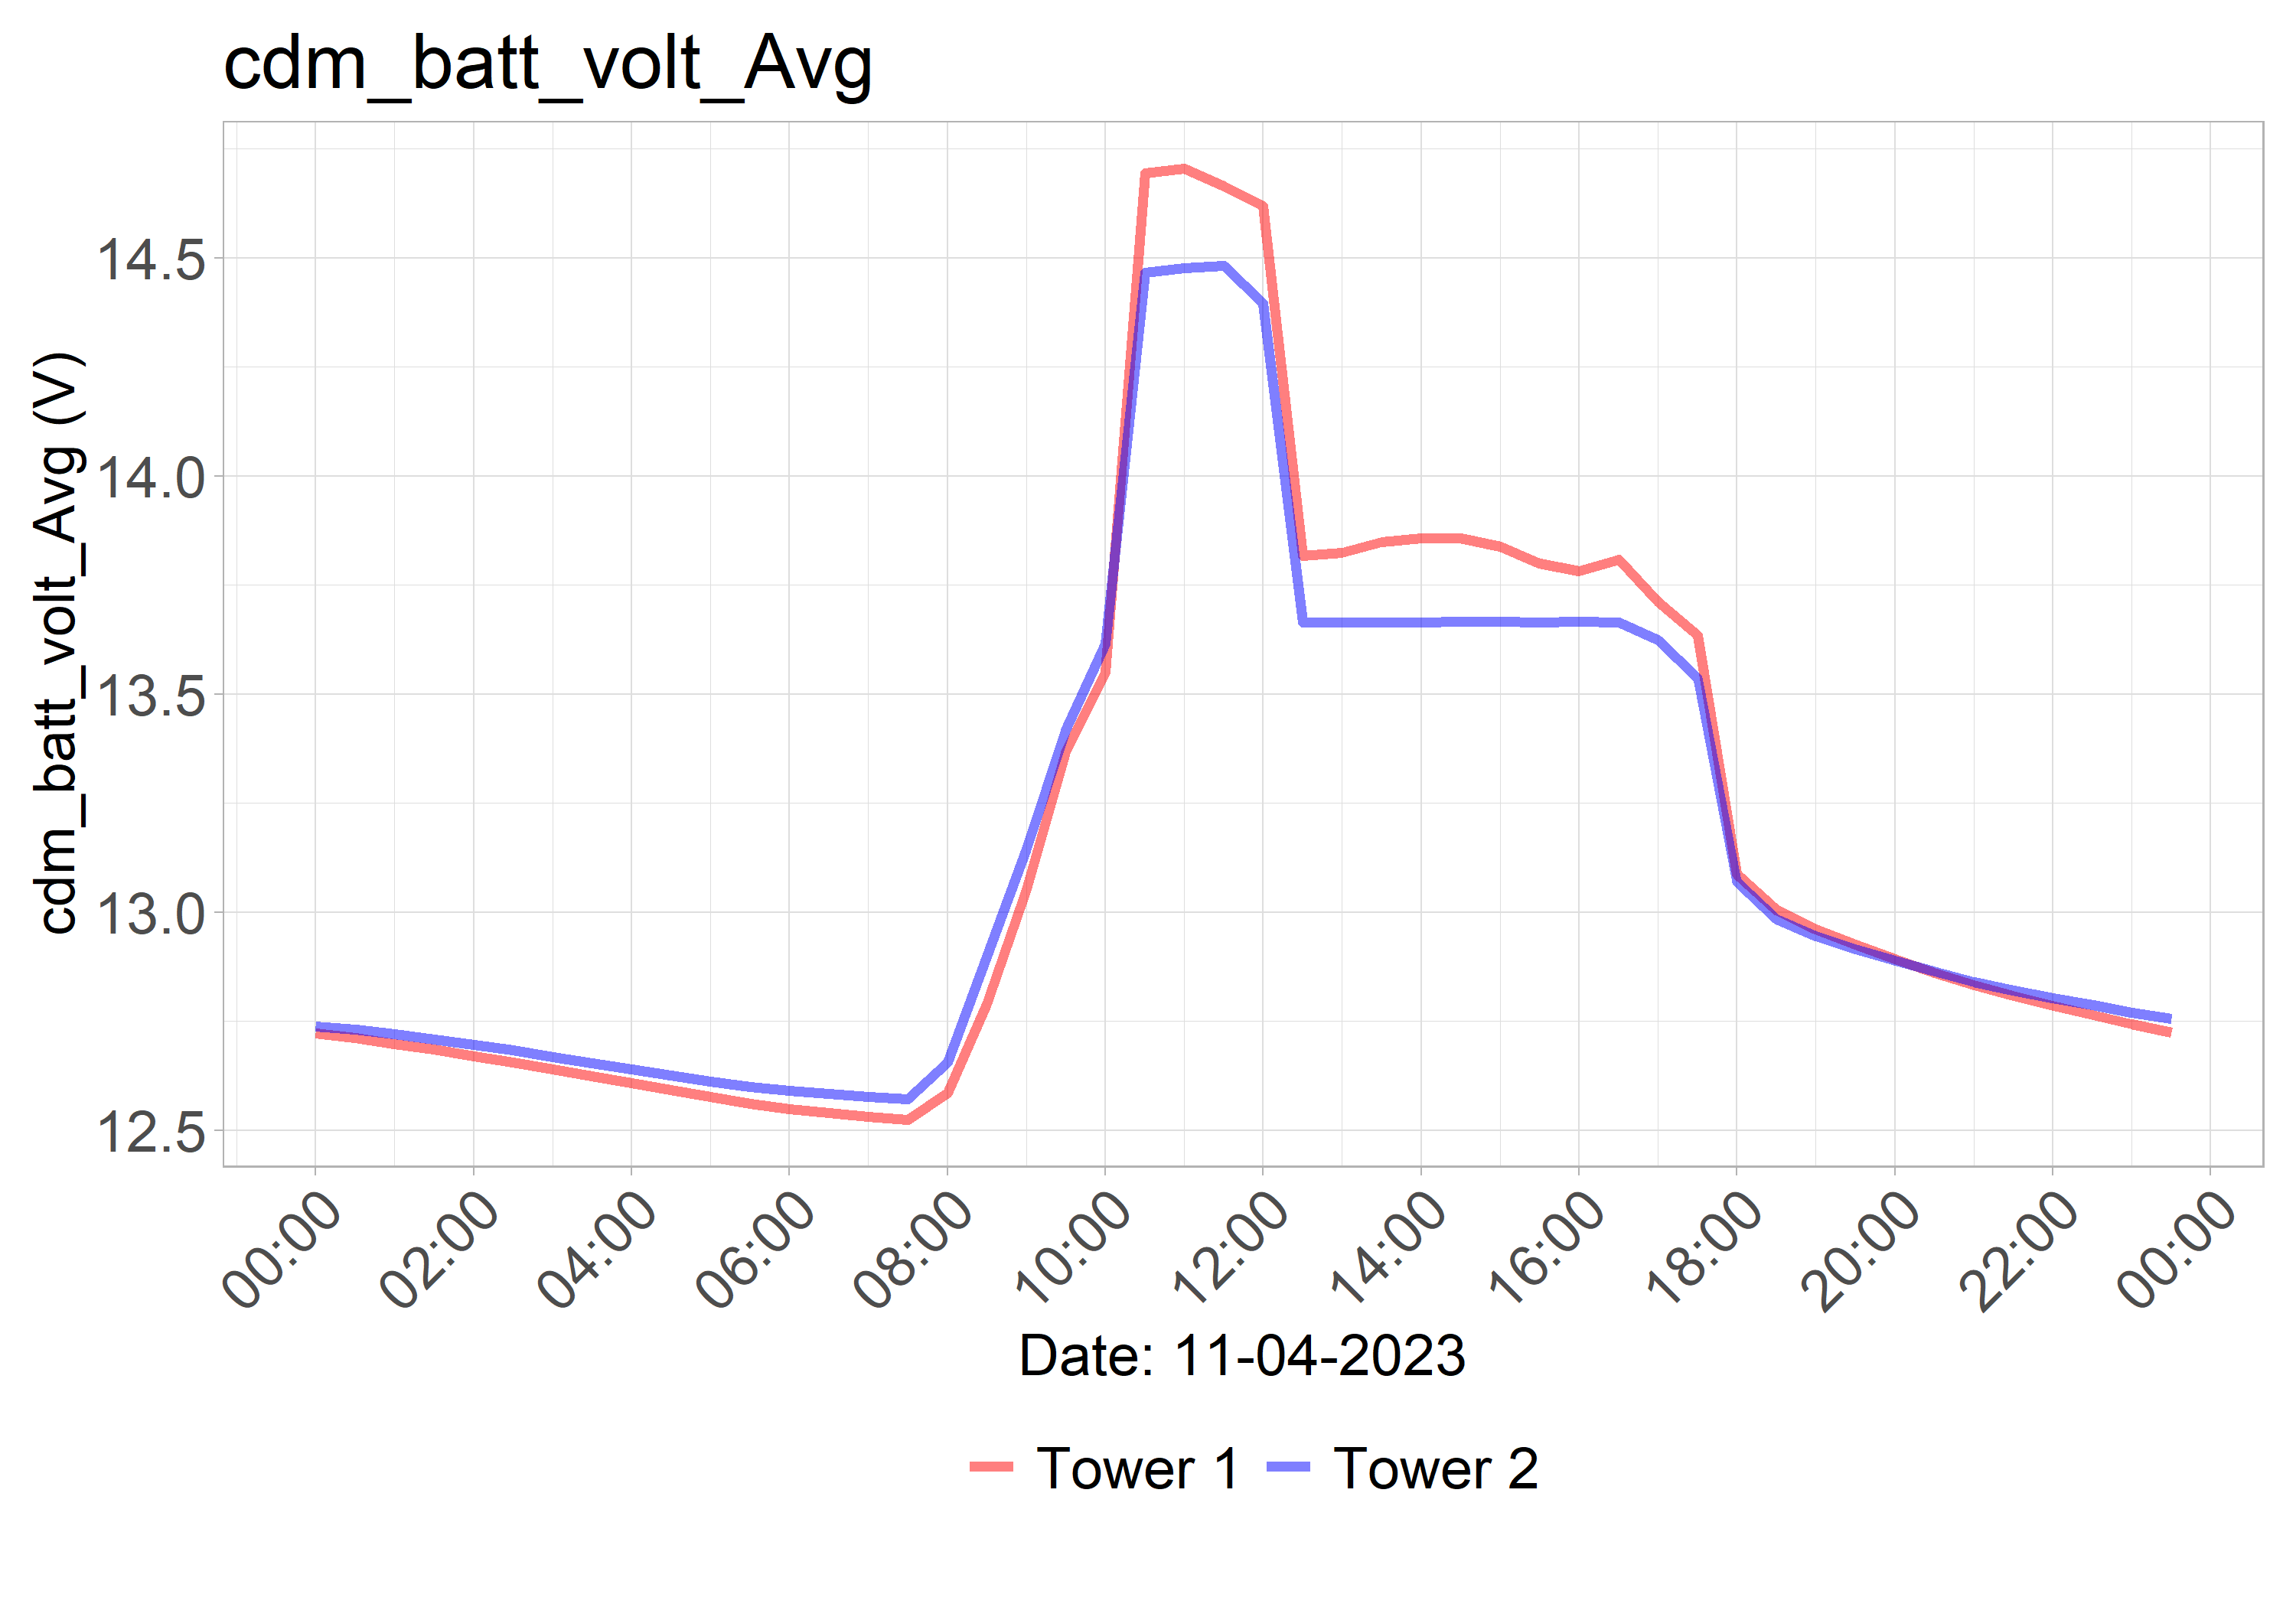 cdm_batt_volt_Avg
cdm_batt_volt_Avg (V)
14.5
14.0
13.5
13.0
12.5
00:00 02:00 04:00 06:00 08:00 10:00 12:00 14:00 16:00 18:00 20:00 22:00 00:00
Date: 11-04-2023
Tower 1 Tower 2